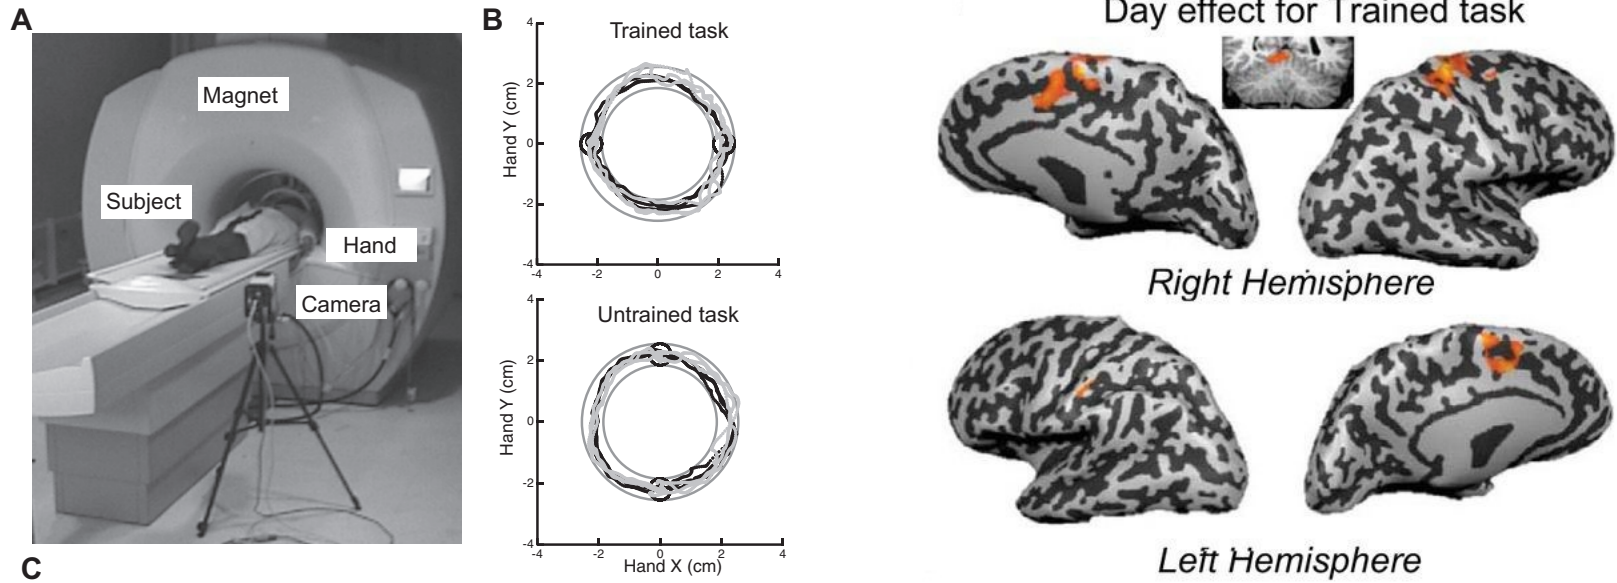 A
Magnet
Subject
Hand
Camera
B
Trained task
4
2
0
-2
-4
Hand Y (cm)
-4 -2 0 2 4
Untrained task
4
2
0
-2
-4
Hand Y (cm)
-4 -2 0 2 4
Hand X (cm)
C
Day effect for Trained task
Right Hemisphere
Left Hemisphere